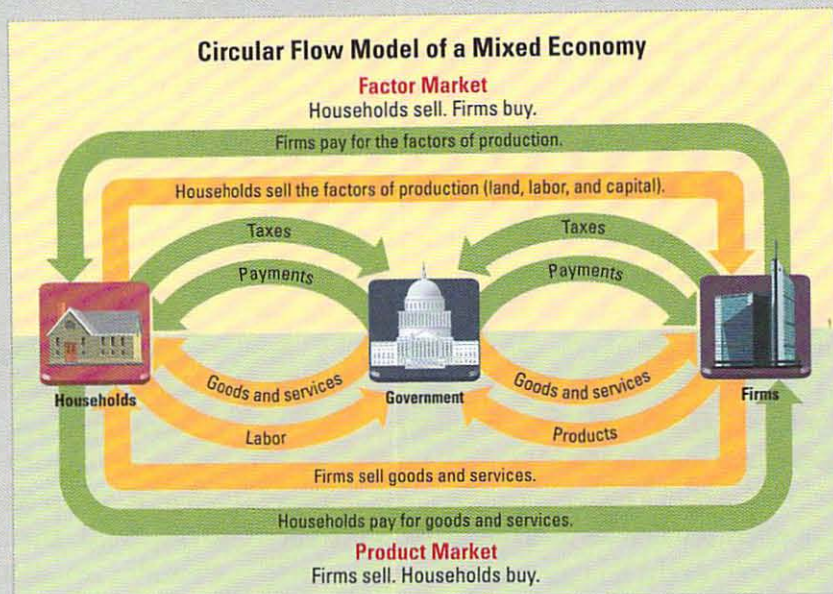 Circular Flow Model of a Mixed Economy
Factor Market
Households sell. Firms buy.
Firms pay for the factors of production.
Households sell the factors of production (land, labor, and capital).
Taxes
Taxes
Payments
Payments
Goods and services
Goods and services
Households
Government
Firms
Labor
Products
Firms sell goods and services.
Households pay for goods and services.
Product Market
Firms sell. Households buy.